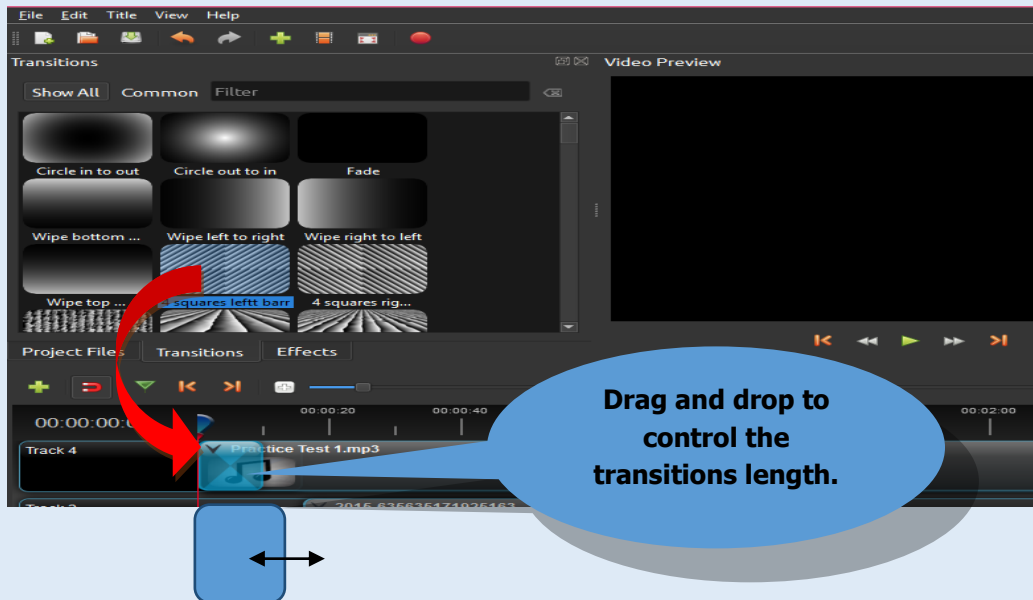 File Edit Title View Help
Transitions
Video Preview
Show All Common Filter
Circle in to out Circle out to in Fade
Wipe bottom ... Wipe left to right Wipe right to left
Wipe top ... 4 squares leftt barr 4 squares rig...
Project Files Transitions Effects
00:00:20 00:00:40 00:02:00
00:00:00:
Track 4
Practice Test 1.mp3
Drag and drop to
control the
transitions length.